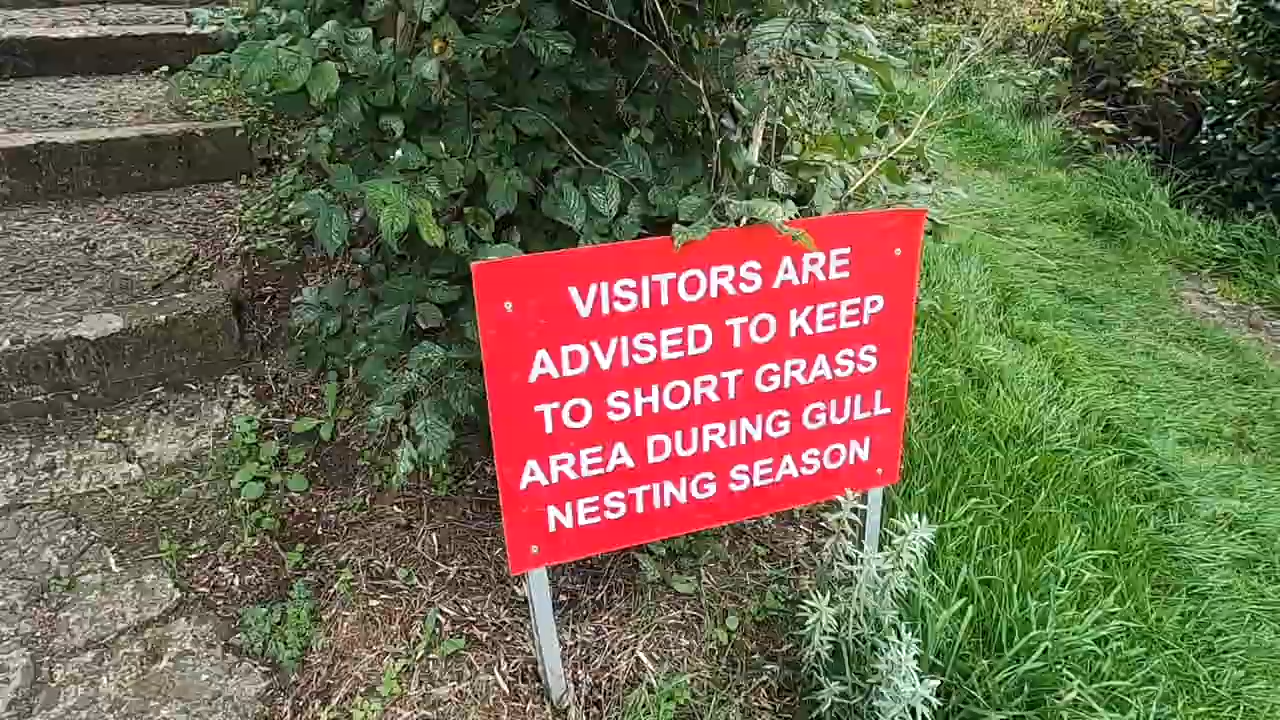 VISITORS ARE
ADVISED TO KEEP
TO SHORT GRASS
AREA DURING GULL
NESTING SEASON